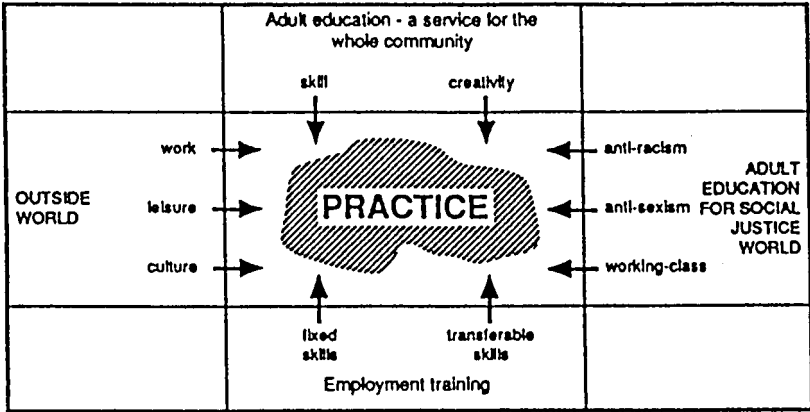 Adult education - a service for the
whole community
skill
creativity
work
leisure
culture
OUTSIDE
WORLD
PRACTICE
anti-racism
anti-sexism
working-class
ADULT
EDUCATION
FOR SOCIAL
JUSTICE
WORLD
fixed
skills
transferable
skills
Employment training